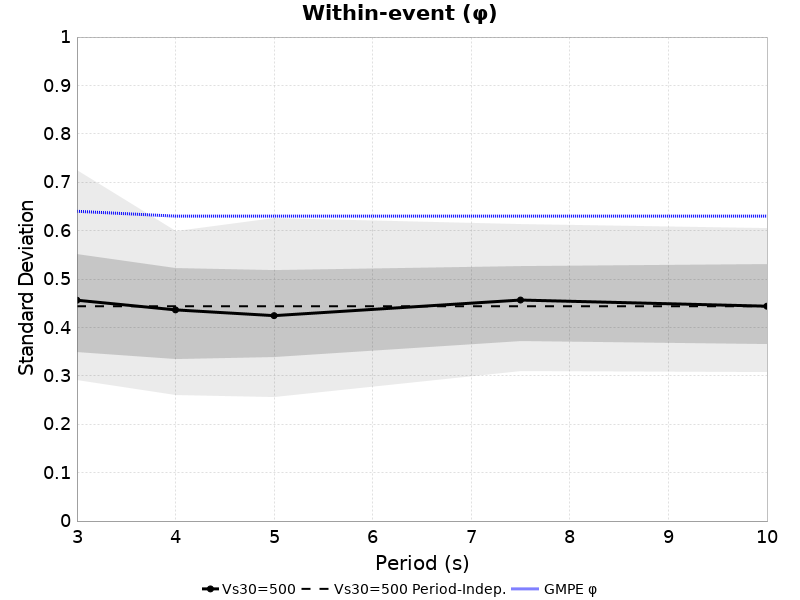 Within-event (φ)
1
0.9
0.8
0.7
0.6
0.5
0.4
0.3
0.2
0.1
0
Standard Deviation
3 4 5 6 7 8 9 10
Period (s)
Vs30=500 Vs30=500 Period-Indep. GMPE φ